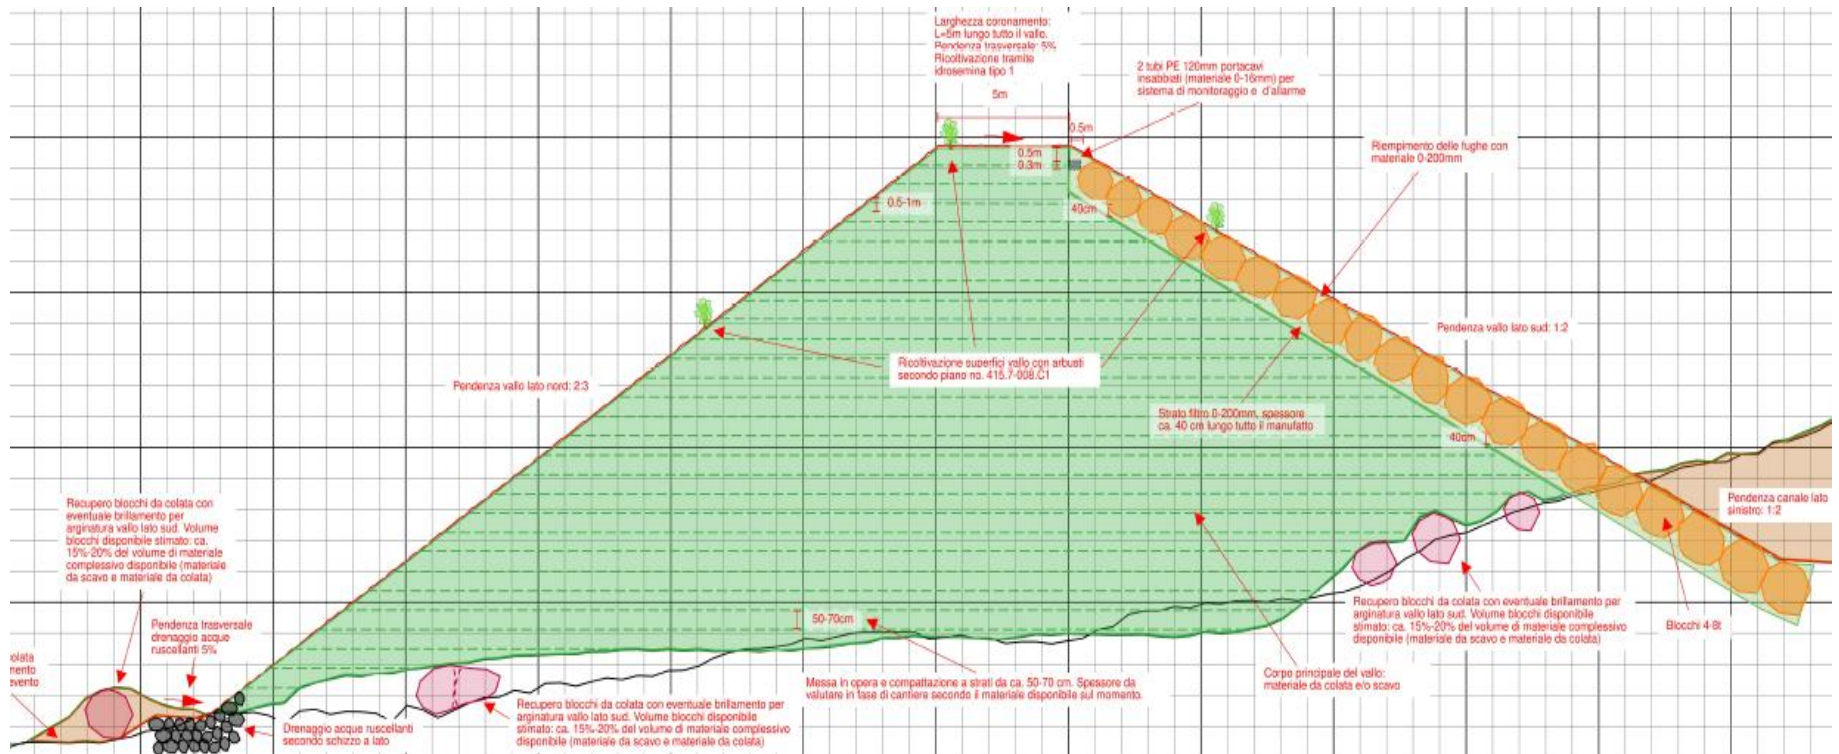 Larghezza coronamento:
L=5m lungo tutto il vallo.
Pendenza trasversale: 5%
Ricoltivazione tramite
idrosemina tipo 1
5m
2 tubi PE 120mm portacavi
insabbiati (materiale 0-16mm) per
sistema di monitoraggio e d'allarme
0.5m
0.5m
0.3m
Riempimento delle fughe con
materiale 0-200mm
0.5-1m
40cm
Pendenza vallo lato sud: 1:2
Ricoltivazione superfici vallo con arbusti
secondo piano no. 415.7-008.C1
Pendenza vallo lato nord: 2:3
Strato filtro 0-200mm, spessore
ca. 40 cm lungo tutto il manufatto
40cm
Recupero blocchi da colata con
eventuale brillamento per
arginatura vallo lato sud. Volume
blocchi disponibile stimato: ca.
15%-20% del volume di materiale
complessivo disponibile (materiale
da scavo e materiale da colata)
Pendenza canale lato
sinistro: 1:2
Pendenza trasversale
drenaggio acque
ruscellanti 5%
50-70cm
Recupero blocchi da colata con eventuale brillamento per
arginatura vallo lato sud. Volume blocchi disponibile
stimato: ca. 15%-20% del volume di materiale complessivo
disponibile (materiale da scavo e materiale da colata)
Blocchi 4-8t
Corpo principale del vallo:
materiale da colata e/o scavo
Messa in opera e compattazione a strati da ca. 50-70 cm. Spessore da
valutare in fase di cantiere secondo il materiale disponibile sul momento.
Recupero blocchi da colata con eventuale brillamento per
arginatura vallo lato sud. Volume blocchi disponibile
stimato: ca. 15%-20% del volume di materiale complessivo
disponibile (materiale da scavo e materiale da colata)
Drenaggio acque ruscellanti
secondo schizzo a lato